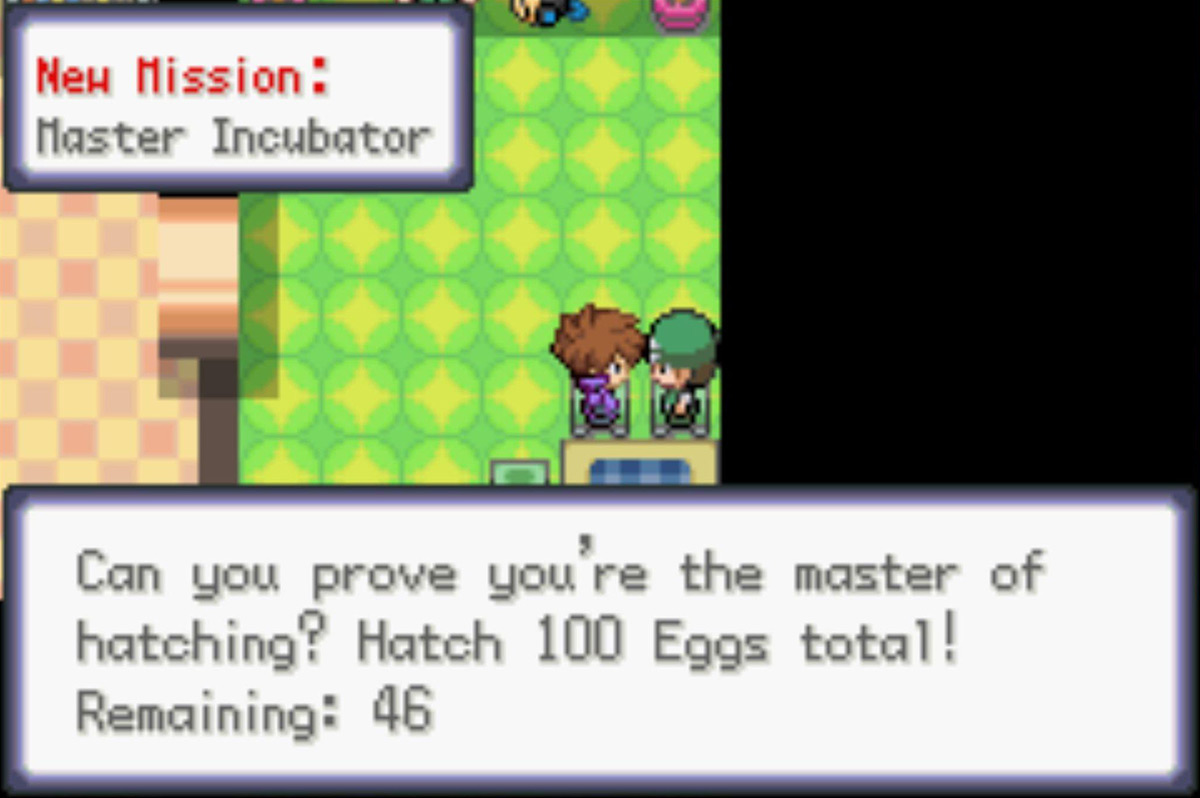 New Mission:
Master Incubator
Can you prove you're the master of
hatching? Hatch 100 Eggs total!
Remaining: 46